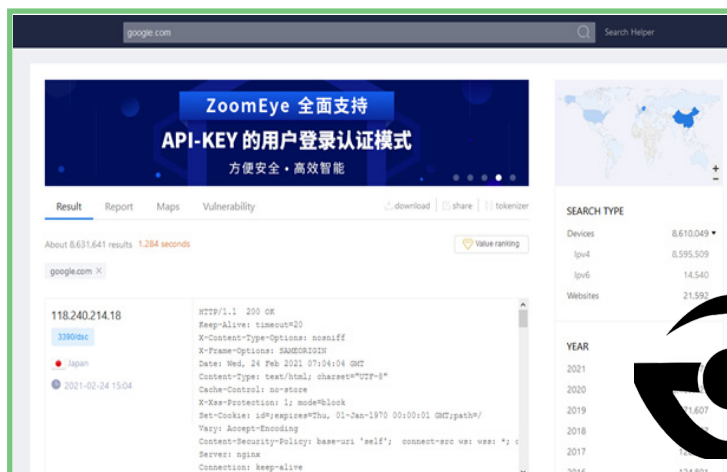 google.com
Search Helper
ZoomEye 全面支持
API-KEY 的用户登录认证模式
方便安全 • 高效智能
Result Report Maps Vulnerability download share tokenizer
About 8,631,641 results 1.284 seconds
Value ranking
google.com ×
118.240.214.18
3390/dsc
Japan
2021-02-24 15:04
HTTP/1.1 200 OK
Keep-Alive: timeout=20
X-Content-Type-Options: nosniff
X-Frame-Options: SAMEORIGIN
Date: Wed, 24 Feb 2021 07:04:04 GMT
Content-Type: text/html; charset="UTF-8"
Cache-Control: no-store
X-Xss-Protection: 1; mode=block
Set-Cookie: id=;expires=Thu, 01-Jan-1970 00:00:01 GMT;path=/
Vary: Accept-Encoding
Content-Security-Policy: base-uri 'self'; connect-src ws: wss: *;
Server: nginx
Connection: keep-alive
+
−
SEARCH TYPE
Devices 8,610,049
Ipv4 8,595,509
Ipv6 14,540
Websites 21,592
YEAR
2021
2020
2019
2018
2017